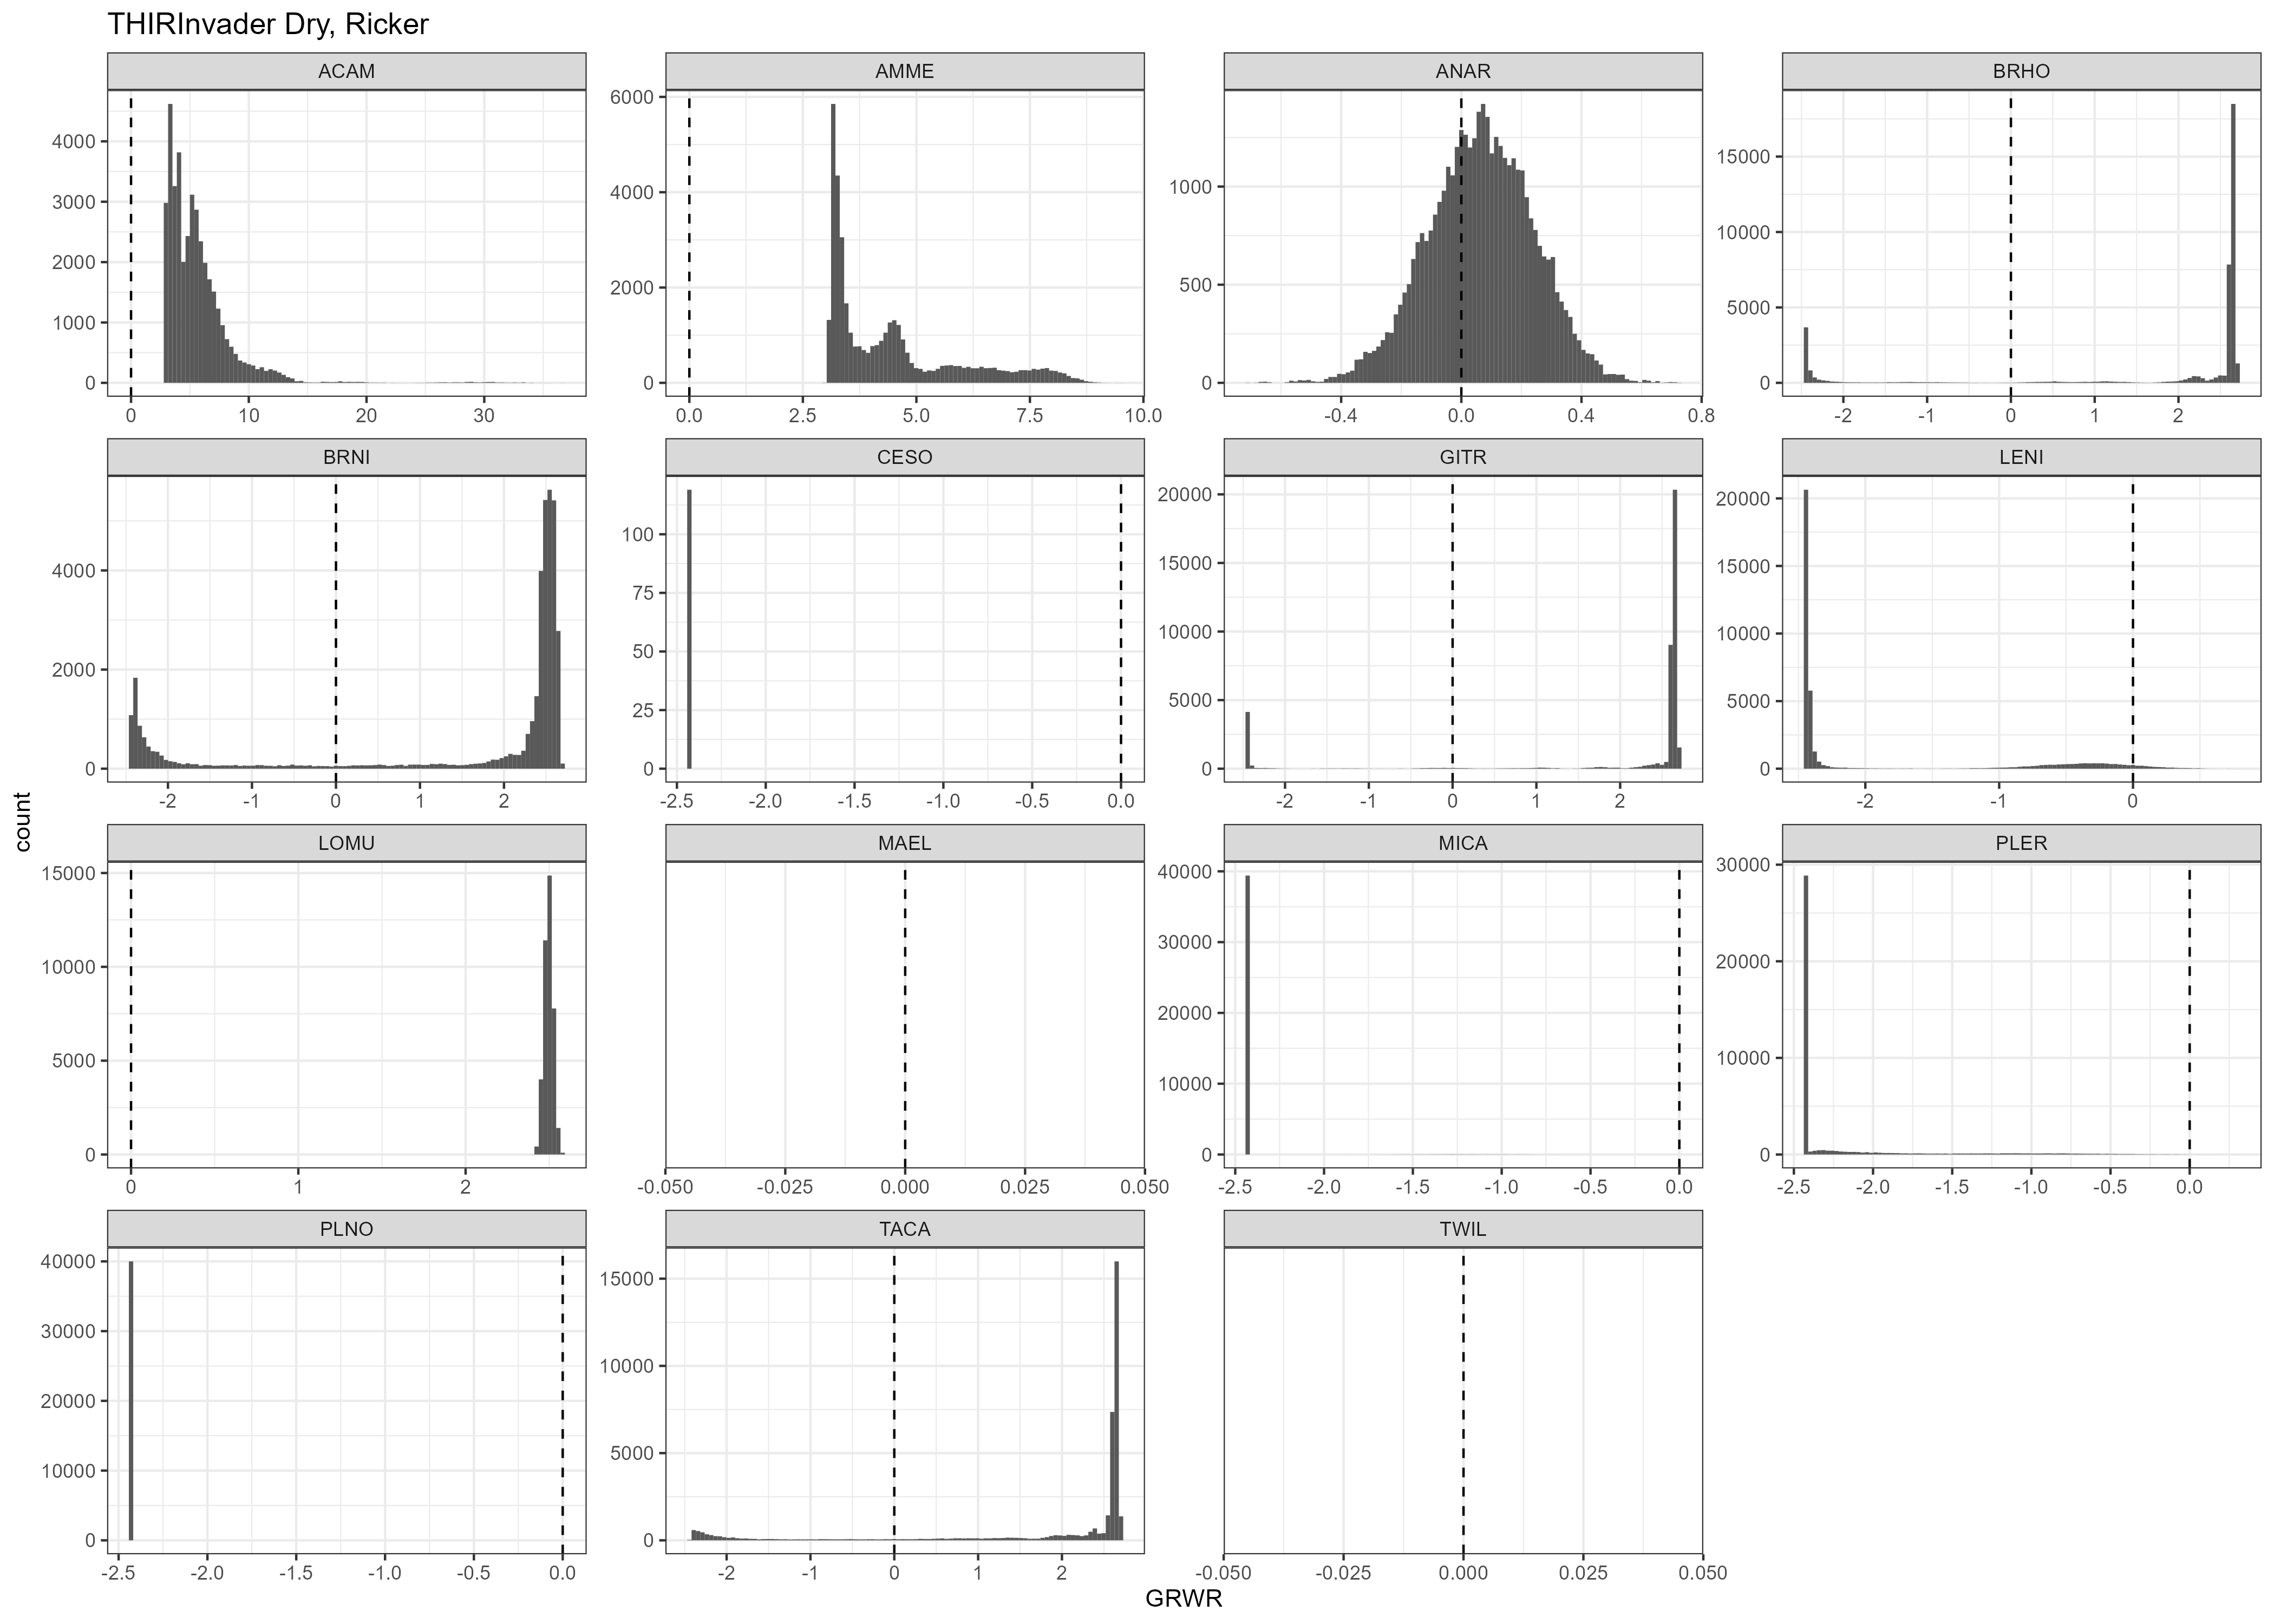 THIRInvader Dry, Ricker
ACAM
AMME
ANAR
BRHO
4000
3000
2000
1000
0
6000
4000
2000
0
1000
500
0
15000
10000
5000
0
0 10 20 30
0.0 2.5 5.0 7.5 10.0
-0.4 0.0 0.4 0.8
-2 -1 0 1 2
BRNI
CESO
GITR
LENI
4000
2000
0
100
75
50
25
0
20000
15000
10000
5000
0
20000
15000
10000
5000
0
-2 -1 0 1 2
-2.5 -2.0 -1.5 -1.0 -0.5 0.0
-2 -1 0 1 2
-2 -1 0
count
LOMU
MAEL
MICA
PLER
15000
10000
5000
0
40000
30000
20000
10000
0
30000
20000
10000
0
0 1 2
-0.050 -0.025 0.000 0.025 0.050
-2.5 -2.0 -1.5 -1.0 -0.5 0.0
-2.5 -2.0 -1.5 -1.0 -0.5 0.0
PLNO
TACA
TWIL
40000
30000
20000
10000
0
15000
10000
5000
0
-2.5 -2.0 -1.5 -1.0 -0.5 0.0
-2 -1 0 1 2
-0.050 -0.025 0.000 0.025 0.050
GRWR